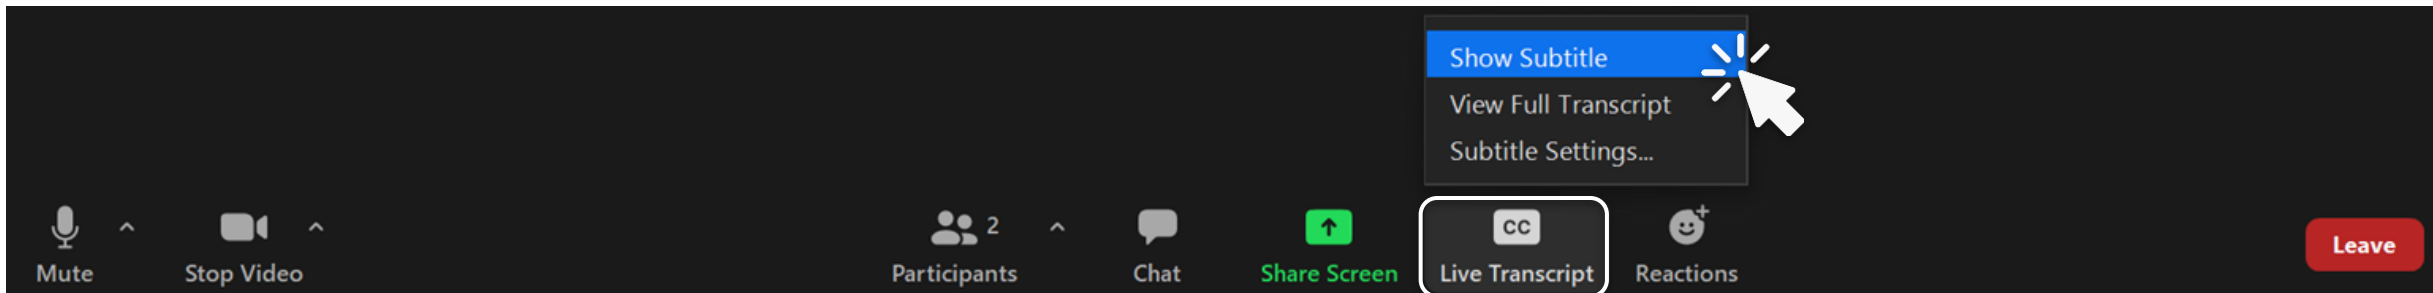 Show Subtitle
View Full Transcript
Subtitle Settings...
2
CC
Mute
Stop Video
Participants
Chat
Share Screen
Live Transcript
Reactions
Leave